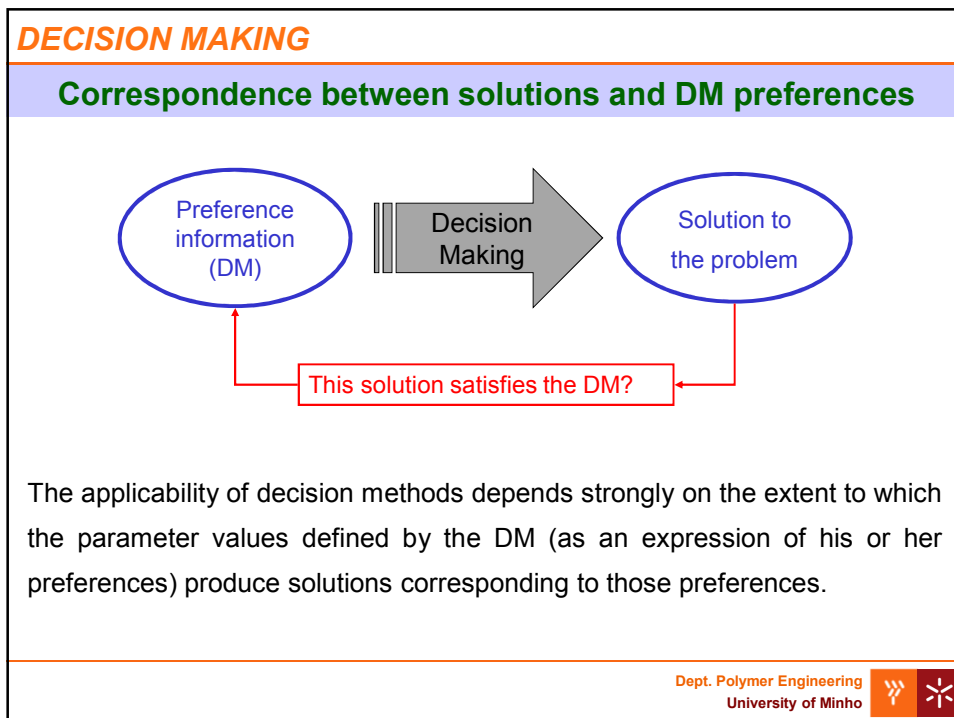 DECISION MAKING
Correspondence between solutions and DM preferences
Preference
information
(DM)
Decision
Making
Solution to
the problem
This solution satisfies the DM?
The applicability of decision methods depends strongly on the extent to which
the parameter values defined by the DM (as an expression of his or her
preferences) produce solutions corresponding to those preferences.
Dept. Polymer Engineering
University of Minho